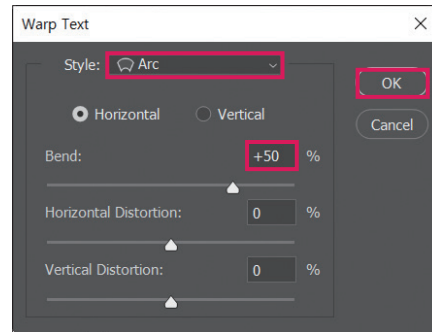 Warp Text
Style: Arc
OK
Horizontal Vertical
Cancel
Bend: +50 %
Horizontal Distortion: 0 %
Vertical Distortion: 0 %